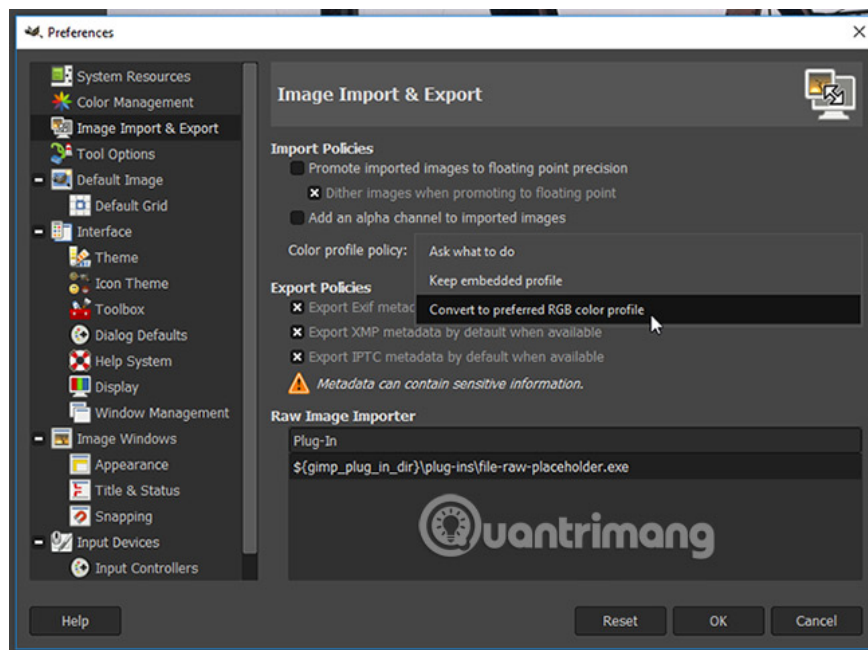 Preferences
System Resources
Color Management
Image Import & Export
Tool Options
Default Image
Default Grid
Interface
Theme
Icon Theme
Toolbox
Dialog Defaults
Help System
Display
Window Management
Image Windows
Appearance
Title & Status
Snapping
Input Devices
Input Controllers
Image Import & Export
Import Policies
Promote imported images to floating point precision
Dither images when promoting to floating point
Add an alpha channel to imported images
Color profile policy:
Ask what to do
Keep embedded profile
Convert to preferred RGB color profile
Export Policies
Export Exif metad
Export XMP metadata by default when available
Export IPTC metadata by default when available
Metadata can contain sensitive information.
Raw Image Importer
Plug-In
${gimp_plug_in_dir}\plug-ins\file-raw-placeholder.exe
Quantrimang
Help
Reset
OK
Cancel